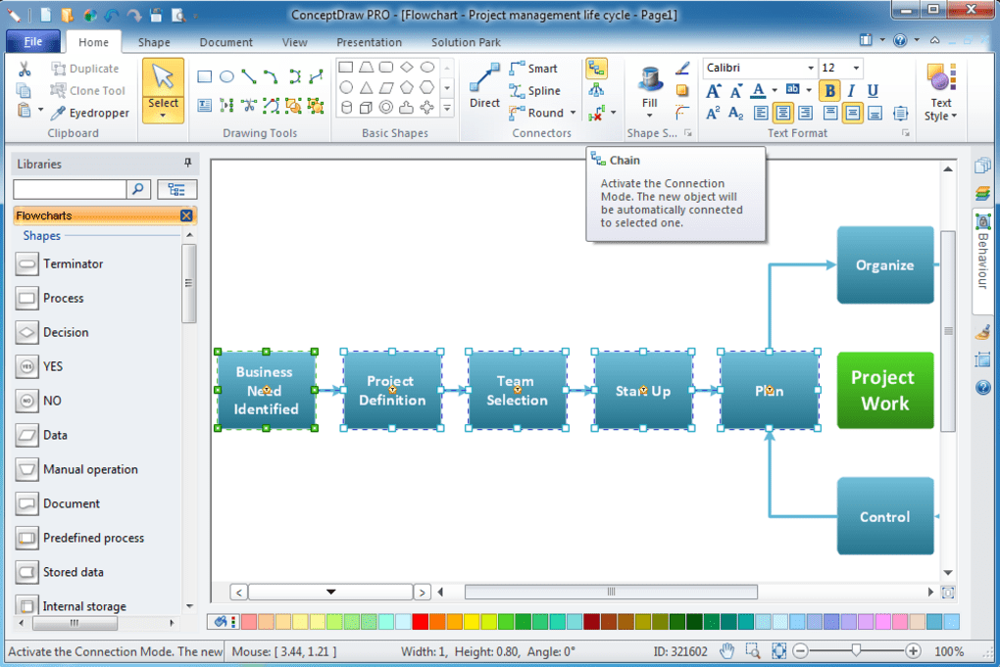 ConceptDraw PRO - [Flowchart - Project management life cycle - Page1]
File Home Shape Document View Presentation Solution Park
Duplicate
Clone Tool
Eyedropper
Clipboard
Select
Drawing Tools
Basic Shapes
Direct
Smart
Spline
Round
Connectors
Fill
Shape S...
Calibri 12
B I U
Text Format
Text
Style
Libraries
Flowcharts
Shapes
Terminator
Process
Decision
YES
YES
NO
NO
Data
Manual operation
Document
Predefined process
Stored data
Internal storage
Chain
Activate the Connection
Mode. The new object will
be automatically connected
to selected one.
Business
Need
Identified
Project
Definition
Team
Selection
Start Up
Plan
Organize
Project
Work
Control
Behaviour
Activate the Connection Mode. The new
Mouse: [ 3.44, 1.21 ]
Width: 1, Height: 0.80, Angle: 0°
ID: 321602
100%